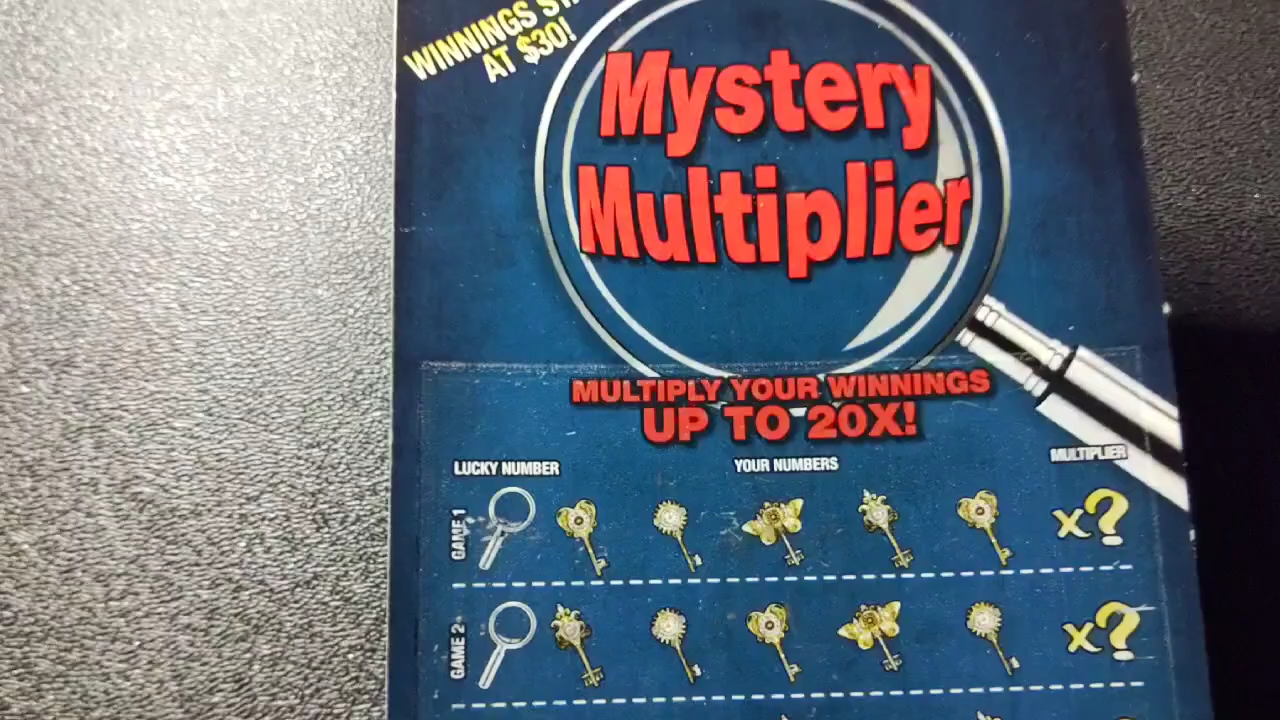 WINNINGS
AT $30!
Mystery
Multiplier
MULTIPLY YOUR WINNINGS
UP TO 20X!
LUCKY NUMBER YOUR NUMBERS MULTIPLIER
GAME 1 X?
GAME 2 X?